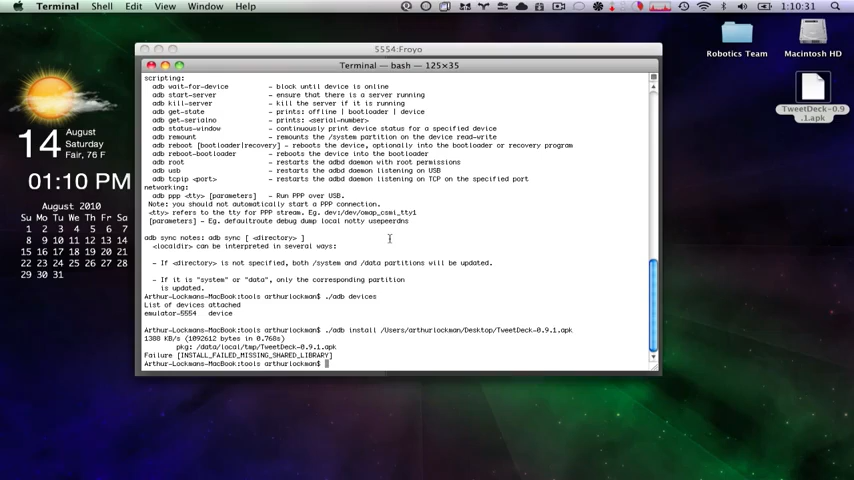 Terminal Shell Edit View Window Help
1:10:31
5554:Froyo
Terminal — bash — 125×35
scripting:
adb wait-for-device – block until device is online
adb start-server – ensure that there is a server running
adb kill-server – kill the server if it is running
adb get-state – prints: offline | bootloader | device
adb get-serialno – prints: <serial-number>
adb status-window – continuously print device status for a specified device
adb remount – remounts the /system partition on the device read-write
adb reboot [bootloader|recovery] – reboots the device, optionally into the bootloader or recovery program
adb reboot-bootloader – reboots the device into the bootloader
adb root – restarts the adbd daemon with root permissions
adb usb – restarts the adbd daemon listening on USB
adb tcpip <port> – restarts the adbd daemon listening on TCP on the specified port
networking:
adb ppp <tty> [parameters] – Run PPP over USB.
Note: you should not automatically start a PPP connection.
<tty> refers to the tty for PPP stream. Eg. dev:/dev/omap_csmi_tty1
[parameters] – Eg. defaultroute debug dump local notty usepeerdns
adb sync notes: adb sync [ <directory> ]
<localdir> can be interpreted in several ways:
– If <directory> is not specified, both /system and /data partitions will be updated.
– If it is "system" or "data", only the corresponding partition
is updated.
Arthur-Lockmans-MacBook:tools arthurlockman$ ./adb devices
List of devices attached
emulator-5554 device
Arthur-Lockmans-MacBook:tools arthurlockman$ ./adb install /Users/arthurlockman/Desktop/TweetDeck-0.9.1.apk
1388 KB/s (1092612 bytes in 0.768s)
pkg: /data/local/tmp/TweetDeck-0.9.1.apk
Failure [INSTALL_FAILED_MISSING_SHARED_LIBRARY]
Arthur-Lockmans-MacBook:tools arthurlockman$
Robotics Team
Macintosh HD
TweetDeck-0.9
.1.apk
14
August
Saturday
Fair, 76 F
01:10 PM
August 2010
Su M Tu W Th F Sa
1 2 3 4 5 6 7
8 9 10 11 12 13 14
15 16 17 18 19 20 21
22 23 24 25 26 27 28
29 30 31